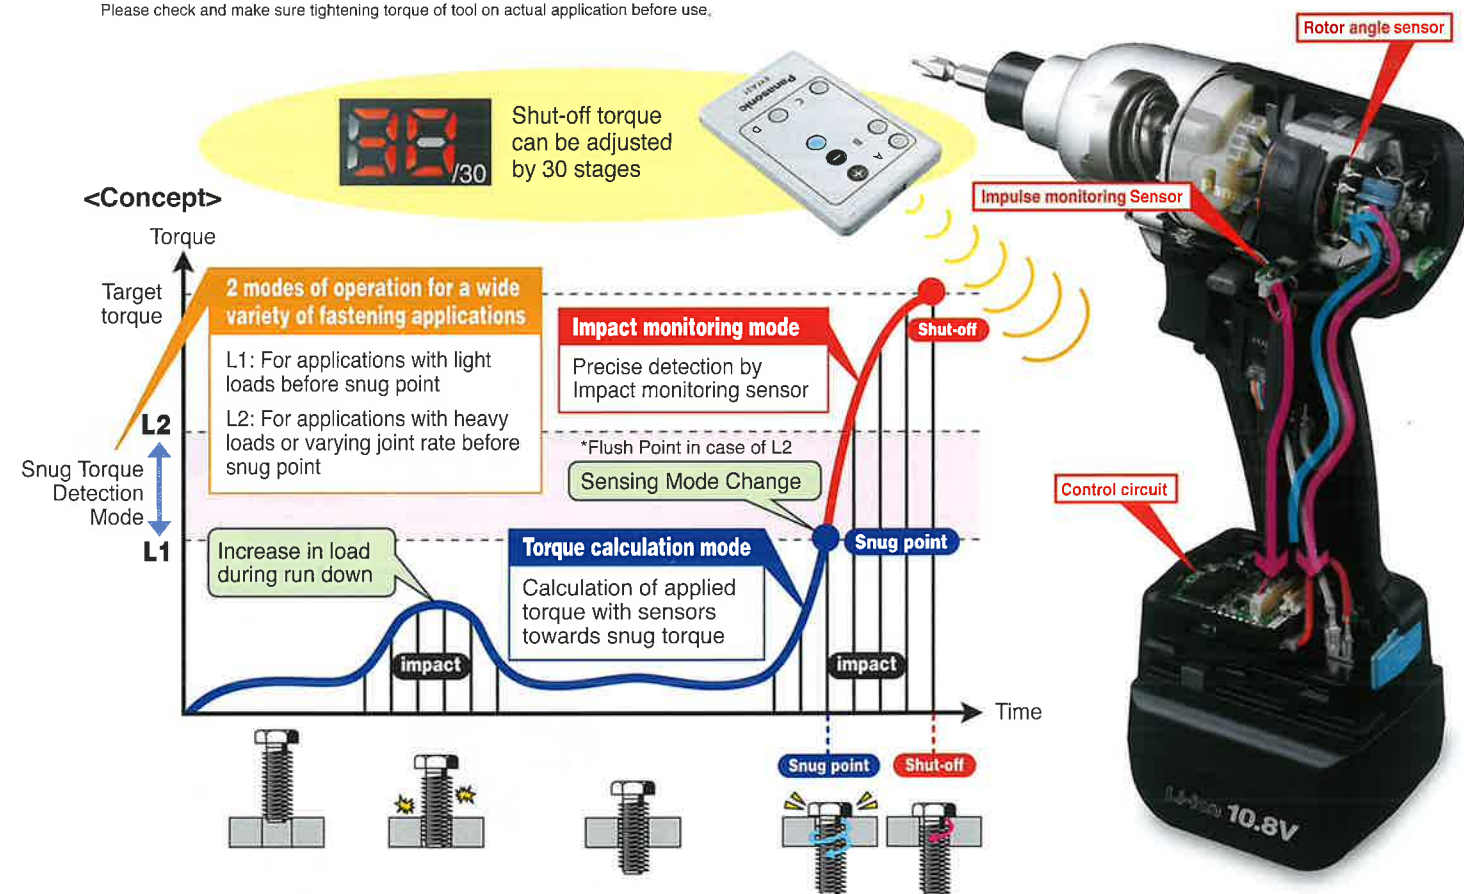 Please check and make sure tightening torque of tool on actual application before use.
Rotor angle sensor
38/30
Shut-off torque
can be adjusted
by 30 stages
Panasonic
A
B
C
D
Impulse monitoring Sensor
<Concept>
Torque
Target
torque
2 modes of operation for a wide
variety of fastening applications
L1: For applications with light
loads before snug point
L2: For applications with heavy
loads or varying joint rate before
snug point
Impact monitoring mode
Precise detection by
Impact monitoring sensor
Shut-off
L2
*Flush Point in case of L2
Sensing Mode Change
Snug Torque
Detection
Mode
L1
Control circuit
Increase in load
during run down
Torque calculation mode
Calculation of applied
torque with sensors
towards snug torque
Snug point
impact
impact
Time
Snug point
Shut-off
Li-ion 10.8V